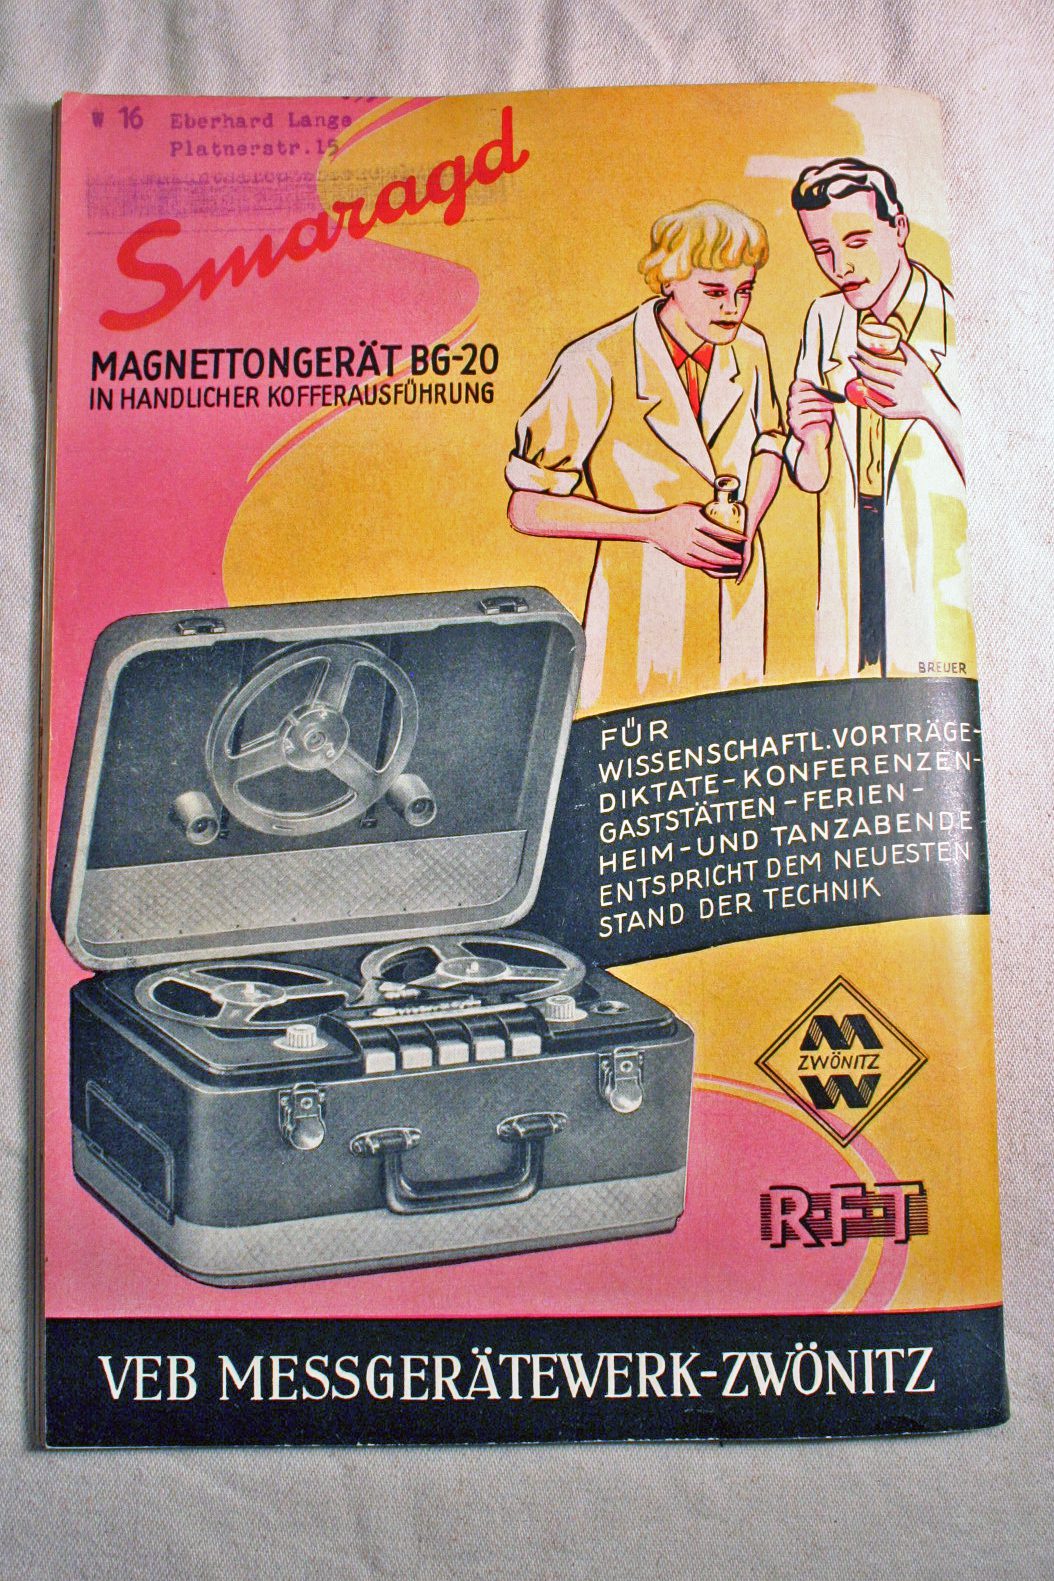 W 16 Eberhard Lange
Platnerstr.15
Smaragd
MAGNETTONGERÄT BG-20
IN HANDLICHER KOFFERAUSFÜHRUNG
BREUER
FÜR
WISSENSCHAFTL. VORTRÄGE-
DIKTATE-KONFERENZEN-
GASTSTÄTTEN-FERIEN-
HEIM-UND TANZABENDE
ENTSPRICHT DEM NEUESTEN
STAND DER TECHNIK
M
ZWÖNITZ
W
R·F·T
VEB MESSGERÄTEWERK-ZWÖNITZ